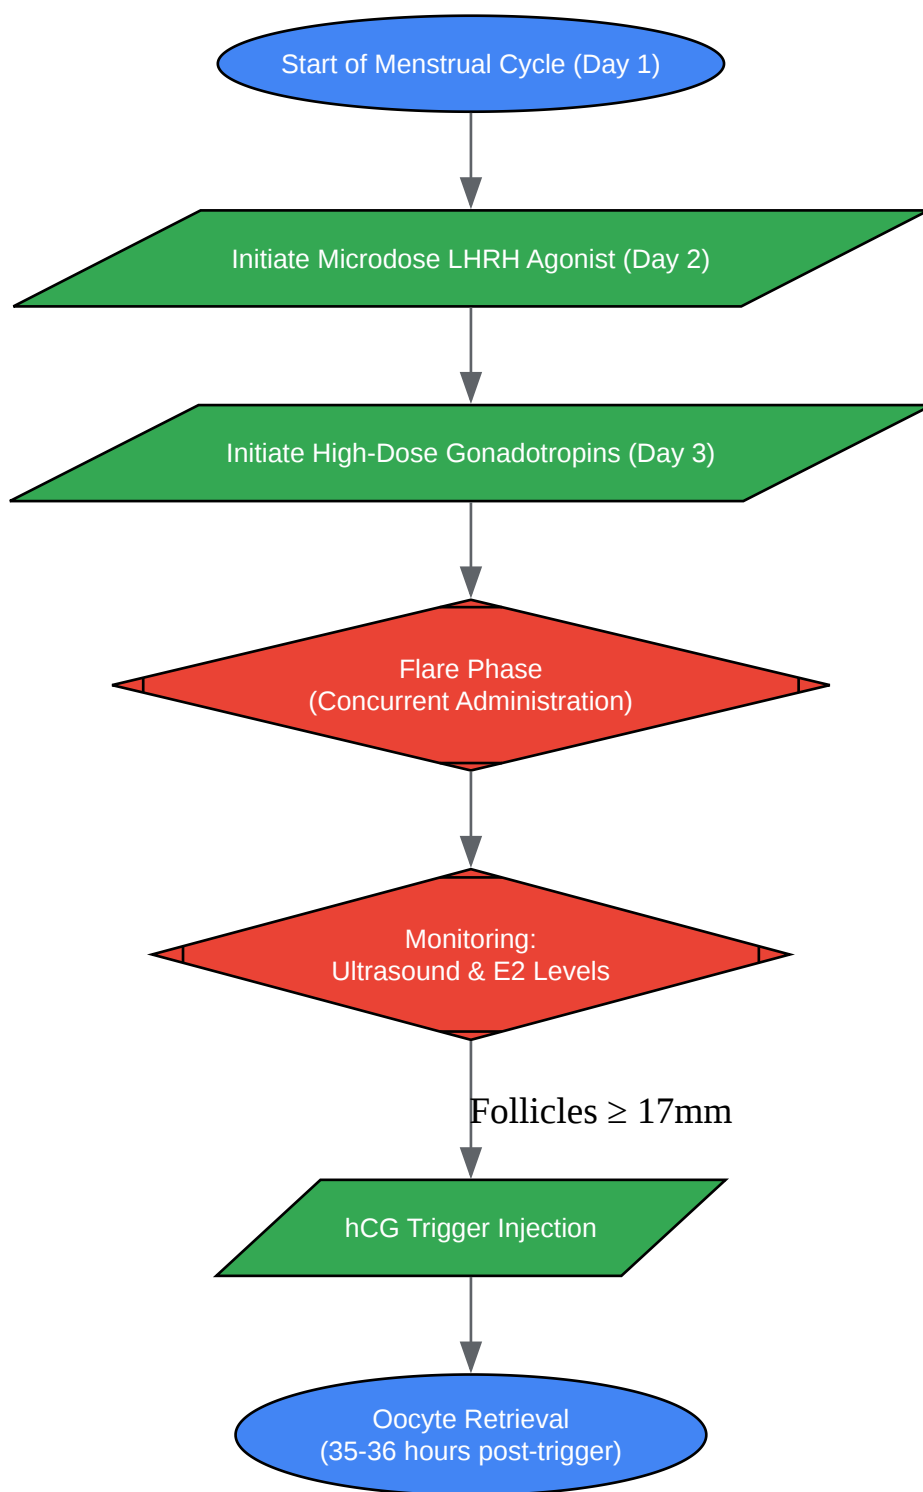 Start of Menstrual Cycle (Day 1)
Initiate Microdose LHRH Agonist (Day 2)
Initiate High-Dose Gonadotropins (Day 3)
Flare Phase
(Concurrent Administration)
Monitoring:
Ultrasound & E2 Levels
Follicles ≥ 17mm
hCG Trigger Injection
Oocyte Retrieval
(35-36 hours post-trigger)